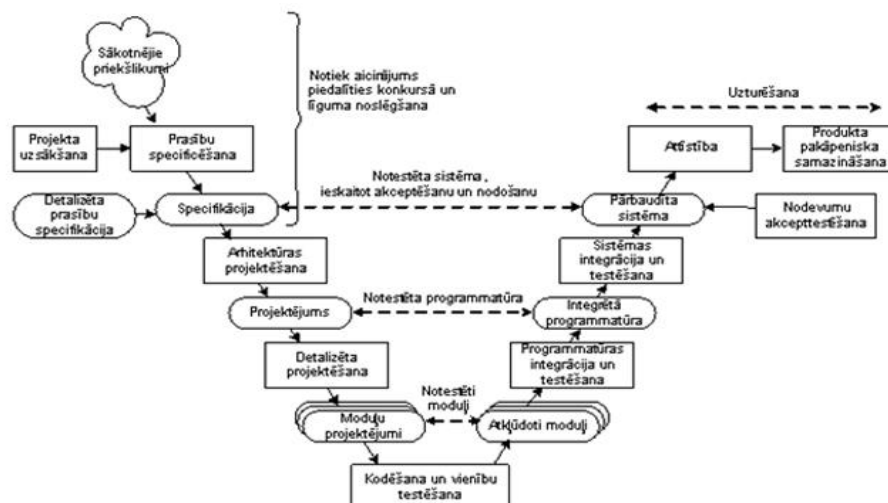 Sākotnējie
priekšlikumi
Notiek aicinājums
piedalīties konkursā un
līguma noslēgšana
Uzturēšana
Projekta
uzsākšana
Prasību
specificēšana
Attīstība
Produkta
pakāpeniska
samazināšana
Notestēta sistēma,
ieskaitot akceptēšanu un nodošanu
Detalizēta
prasību
specifikācija
Specifikācija
Pārbaudīta
sistēma
Nodevumu
akcepttestēšana
Arhitektūras
projektēšana
Sistēmas
integrācija un
testēšana
Projektējums
Notestēta programmatūra
Integrētā
programmatūra
Detalizēta
projektēšana
Programmatūras
integrācija un
testēšana
Notestēti
moduļi
Moduļu
projektējumi
Atkļūdoti moduļi
Kodēšana un vienību
testēšana